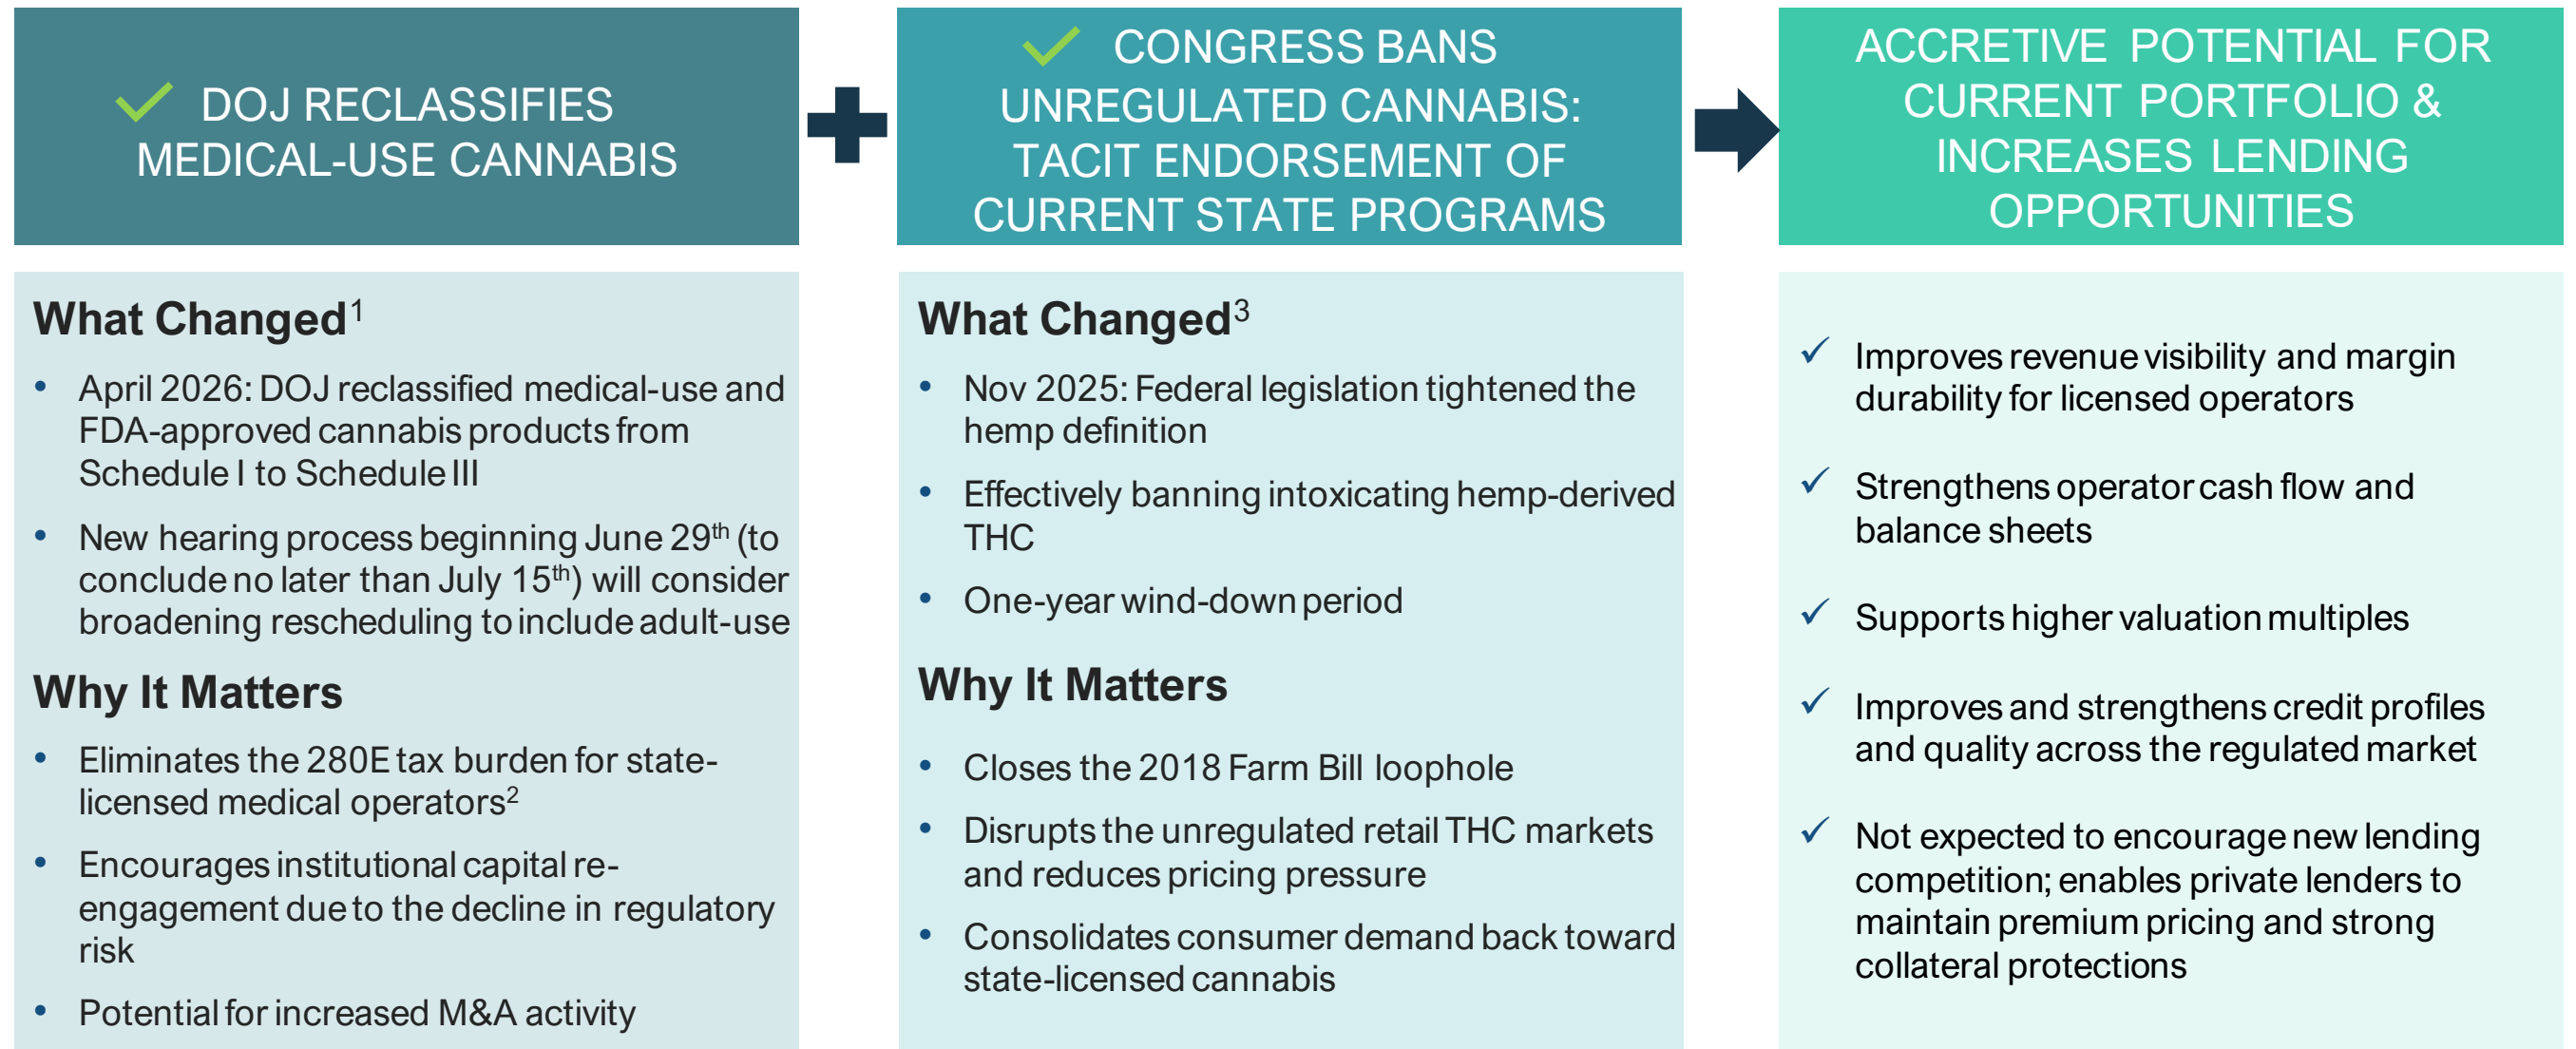 DOJ RECLASSIFIES
MEDICAL-USE CANNABIS
CONGRESS BANS
UNREGULATED CANNABIS:
TACIT ENDORSEMENT OF
CURRENT STATE PROGRAMS
ACCRETIVE POTENTIAL FOR
CURRENT PORTFOLIO &
INCREASES LENDING
OPPORTUNITIES
What Changed¹
• April 2026: DOJ reclassified medical-use and
FDA-approved cannabis products from
Schedule I to Schedule III
• New hearing process beginning June 29th (to
conclude no later than July 15th) will consider
broadening rescheduling to include adult-use
Why It Matters
• Eliminates the 280E tax burden for state-
licensed medical operators²
• Encourages institutional capital re-
engagement due to the decline in regulatory
risk
• Potential for increased M&A activity
What Changed³
• Nov 2025: Federal legislation tightened the
hemp definition
• Effectively banning intoxicating hemp-derived
THC
• One-year wind-down period
Why It Matters
• Closes the 2018 Farm Bill loophole
• Disrupts the unregulated retail THC markets
and reduces pricing pressure
• Consolidates consumer demand back toward
state-licensed cannabis
✓ Improves revenue visibility and margin
durability for licensed operators
✓ Strengthens operator cash flow and
balance sheets
✓ Supports higher valuation multiples
✓ Improves and strengthens credit profiles
and quality across the regulated market
✓ Not expected to encourage new lending
competition; enables private lenders to
maintain premium pricing and strong
collateral protections